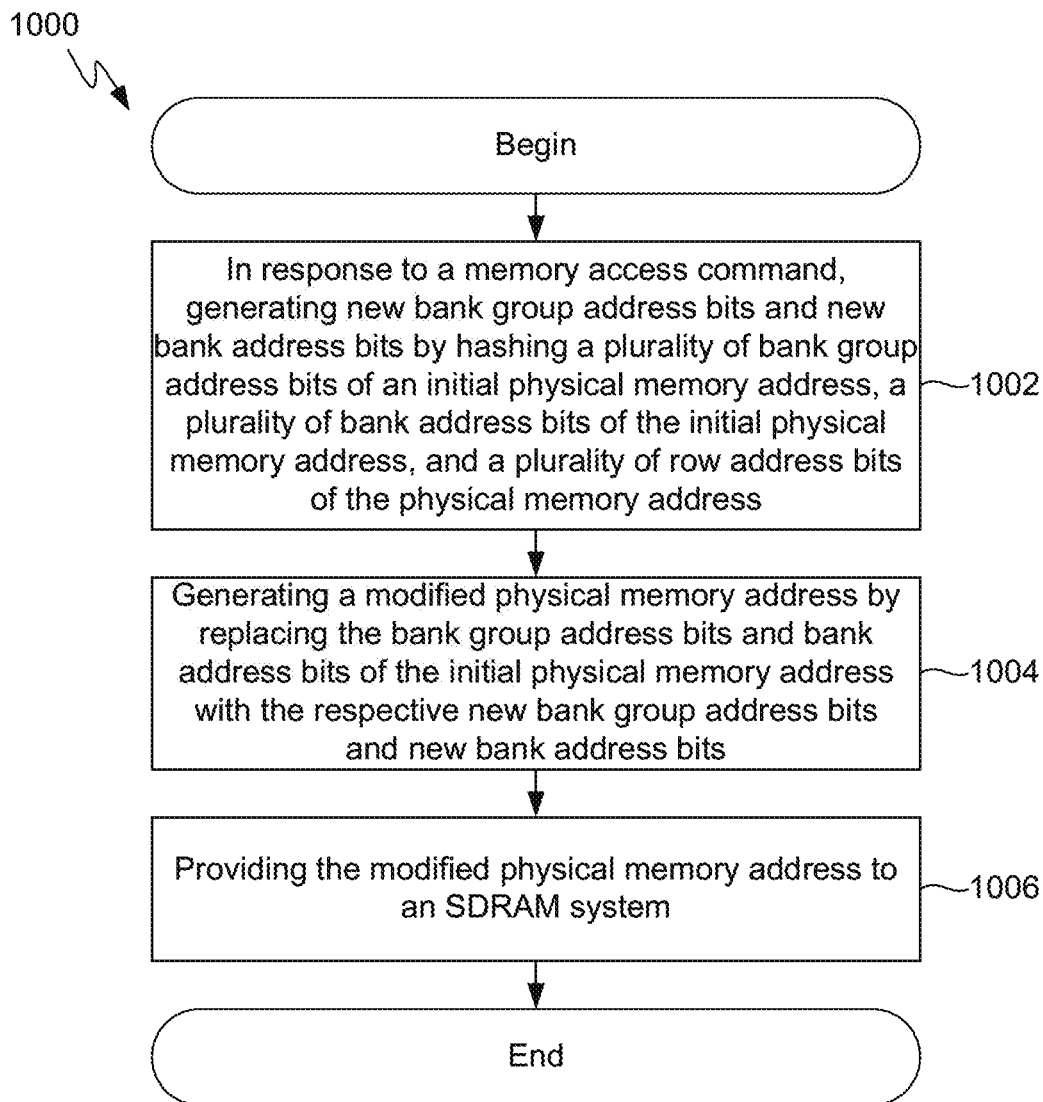 1000
Begin
In response to a memory access command,
generating new bank group address bits and new
bank address bits by hashing a plurality of bank group
address bits of an initial physical memory address, a
plurality of bank address bits of the initial physical
memory address, and a plurality of row address bits
of the physical memory address
1002
Generating a modified physical memory address by
replacing the bank group address bits and bank
address bits of the initial physical memory address
with the respective new bank group address bits
and new bank address bits
1004
Providing the modified physical memory address to
an SDRAM system
1006
End